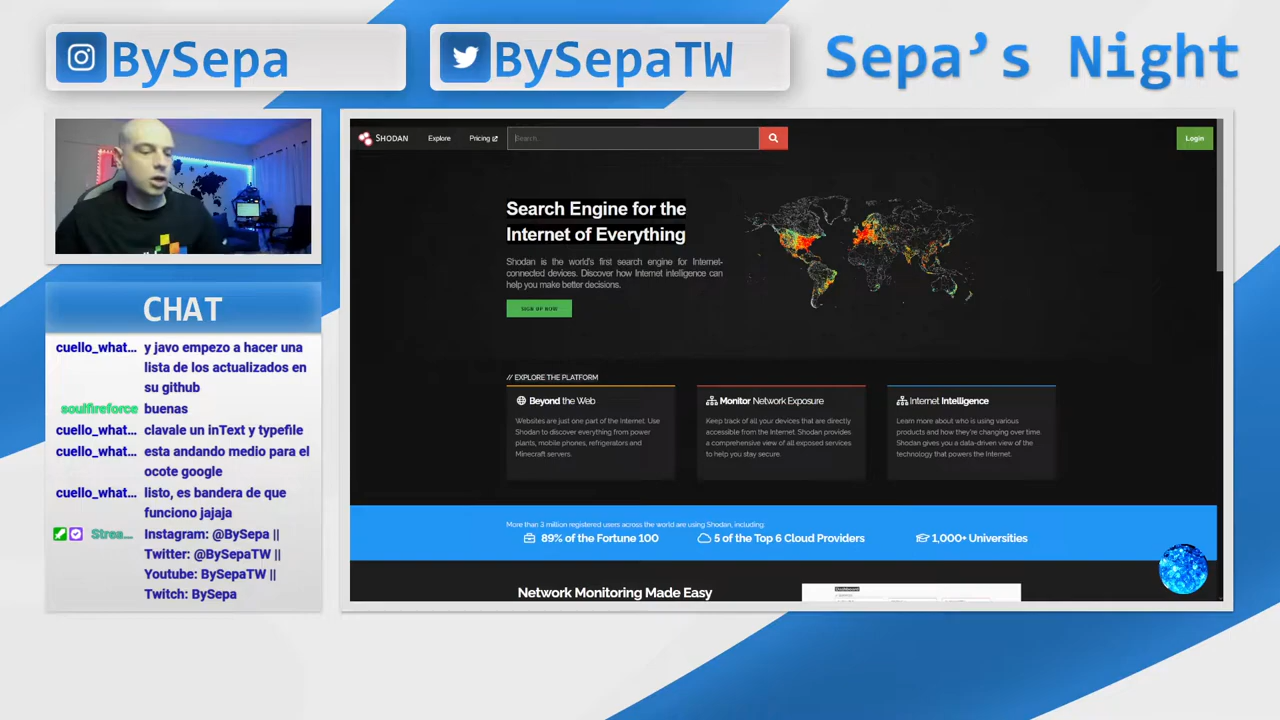 BySepa
BySepaTW
Sepa's Night
CHAT
cuello_what... y javo empezo a hacer una
lista de los actualizados en
su github
soulfireforce buenas
cuello_what... clavale un inText y typefile
cuello_what... esta andando medio para el
ocote google
cuello_what... listo, es bandera de que
funciono jajaja
Strea... Instagram: @BySepa ||
Twitter: @BySepaTW ||
Youtube: BySepaTW ||
Twitch: BySepa
SHODAN Explore Pricing Search... Login
Search Engine for the
Internet of Everything
Shodan is the world's first search engine for Internet-
connected devices. Discover how Internet intelligence can
help you make better decisions.
SIGN UP NOW
// EXPLORE THE PLATFORM
Beyond the Web
Websites are just one part of the Internet. Use
Shodan to discover everything from power
plants, mobile phones, refrigerators and
Minecraft servers.
Monitor Network Exposure
Keep track of all your devices that are directly
accessible from the Internet. Shodan provides
a comprehensive view of all exposed services
to help you stay secure.
Internet Intelligence
Learn more about who is using various
products and how they're changing over time.
Shodan gives you a data-driven view of the
technology that powers the Internet.
More than 3 million registered users across the world are using Shodan, including:
89% of the Fortune 100
5 of the Top 6 Cloud Providers
1,000+ Universities
Network Monitoring Made Easy
Dashboard